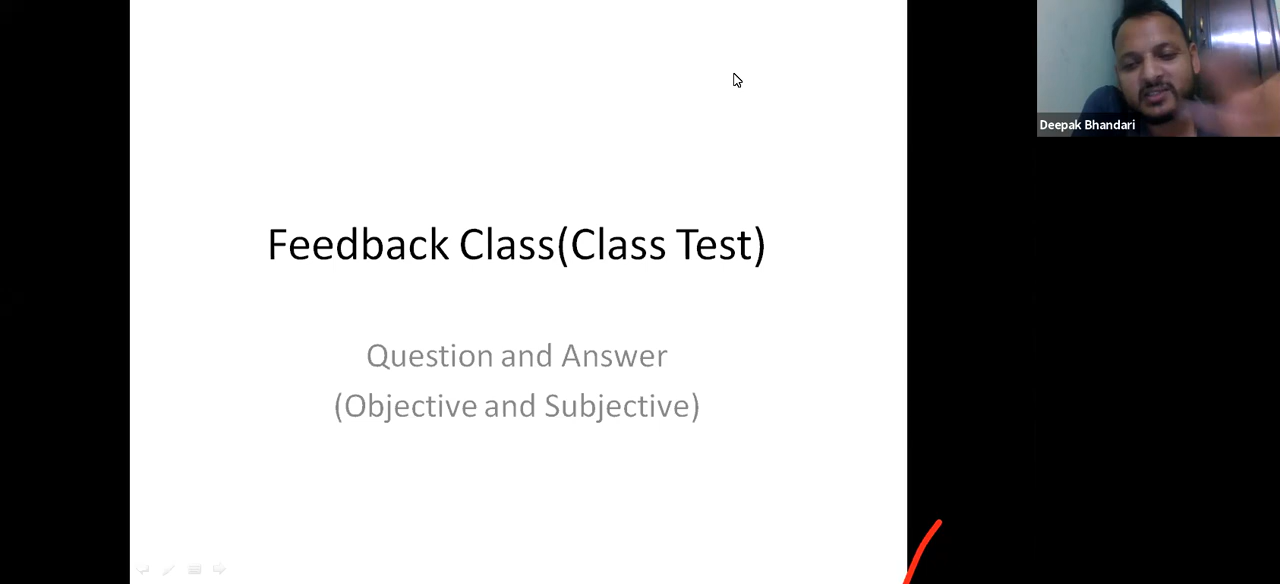 Feedback Class(Class Test)
Question and Answer
(Objective and Subjective)
Deepak Bhandari